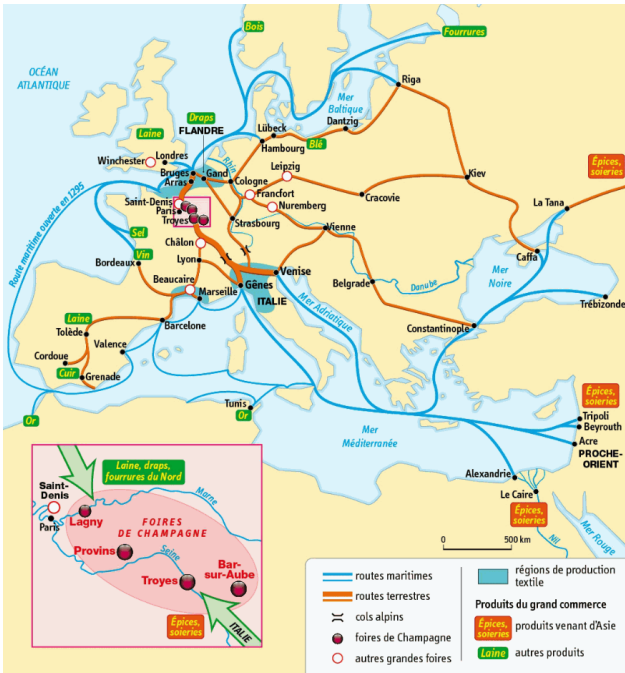 Bois
Fourrures
OCÉAN
ATLANTIQUE
Riga
Mer
Baltique
Dantzig
Draps
FLANDRE
Lübeck
Hambourg
Blé
Laine
Winchester
Londres
Bruges
Arras
Gand
Rhin
Cologne
Leipzig
Kiev
Épices,
soieries
Francfort
Nuremberg
Cracovie
La Tana
Saint-Denis
Paris
Troyes
Strasbourg
Vienne
Route maritime ouverte en 1295
Sel
Châlon
Caffa
Vin
Lyon
Bordeaux
Venise
Mer
Noire
Beaucaire
Marseille
Gênes
ITALIE
Belgrade
Danube
Trébizonde
Mer Adriatique
Laine
Tolède
Barcelone
Constantinople
Valence
Cordoue
Cuir
Grenade
Or
Tunis
Or
Épices,
soieries
Tripoli
Beyrouth
Acre
PROCHE-
ORIENT
Mer
Méditerranée
Alexandrie
Le Caire
Épices,
soieries
Nil
Mer Rouge
0 500 km
Laine, draps,
fourrures du Nord
Saint-
Denis
Paris
Marne
Lagny
FOIRES
DE CHAMPAGNE
Provins
Seine
Troyes
Bar-
sur-Aube
Épices,
soieries
ITALIE
routes maritimes
routes terrestres
cols alpins
foires de Champagne
autres grandes foires
régions de production
textile
Produits du grand commerce
Épices,
soieries
produits venant d'Asie
Laine
autres produits